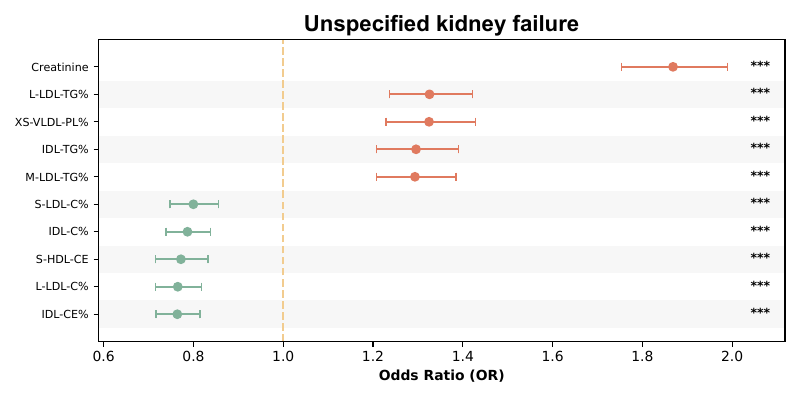 Unspecified kidney failure
Creatinine ***
L-LDL-TG% ***
XS-VLDL-PL% ***
IDL-TG% ***
M-LDL-TG% ***
S-LDL-C% ***
IDL-C% ***
S-HDL-CE ***
L-LDL-C% ***
IDL-CE% ***
0.6 0.8 1.0 1.2 1.4 1.6 1.8 2.0
Odds Ratio (OR)